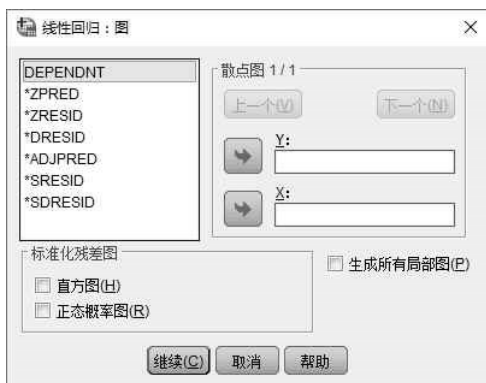 线性回归：图
DEPENDNT
*ZPRED
*ZRESID
*DRESID
*ADJPRED
*SRESID
*SDRESID
散点图 1 / 1
上一个(V)
下一个(N)
Y:
X:
标准化残差图
直方图(H)
正态概率图(R)
生成所有局部图(P)
继续(C)
取消
帮助